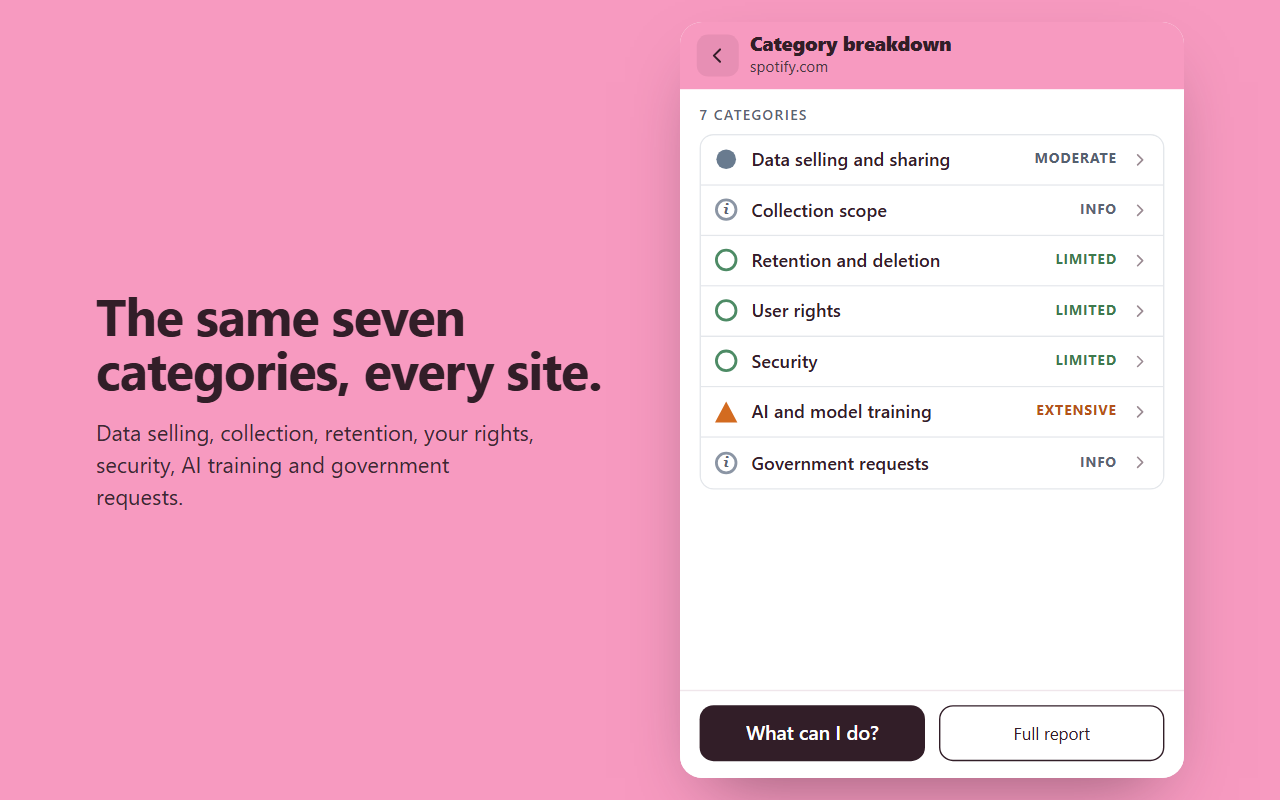 The same seven
categories, every site.
Data selling, collection, retention, your rights,
security, AI training and government
requests.
Category breakdown
spotify.com
7 CATEGORIES
Data selling and sharing MODERATE
Collection scope INFO
Retention and deletion LIMITED
User rights LIMITED
Security LIMITED
AI and model training EXTENSIVE
Government requests INFO
What can I do? Full report